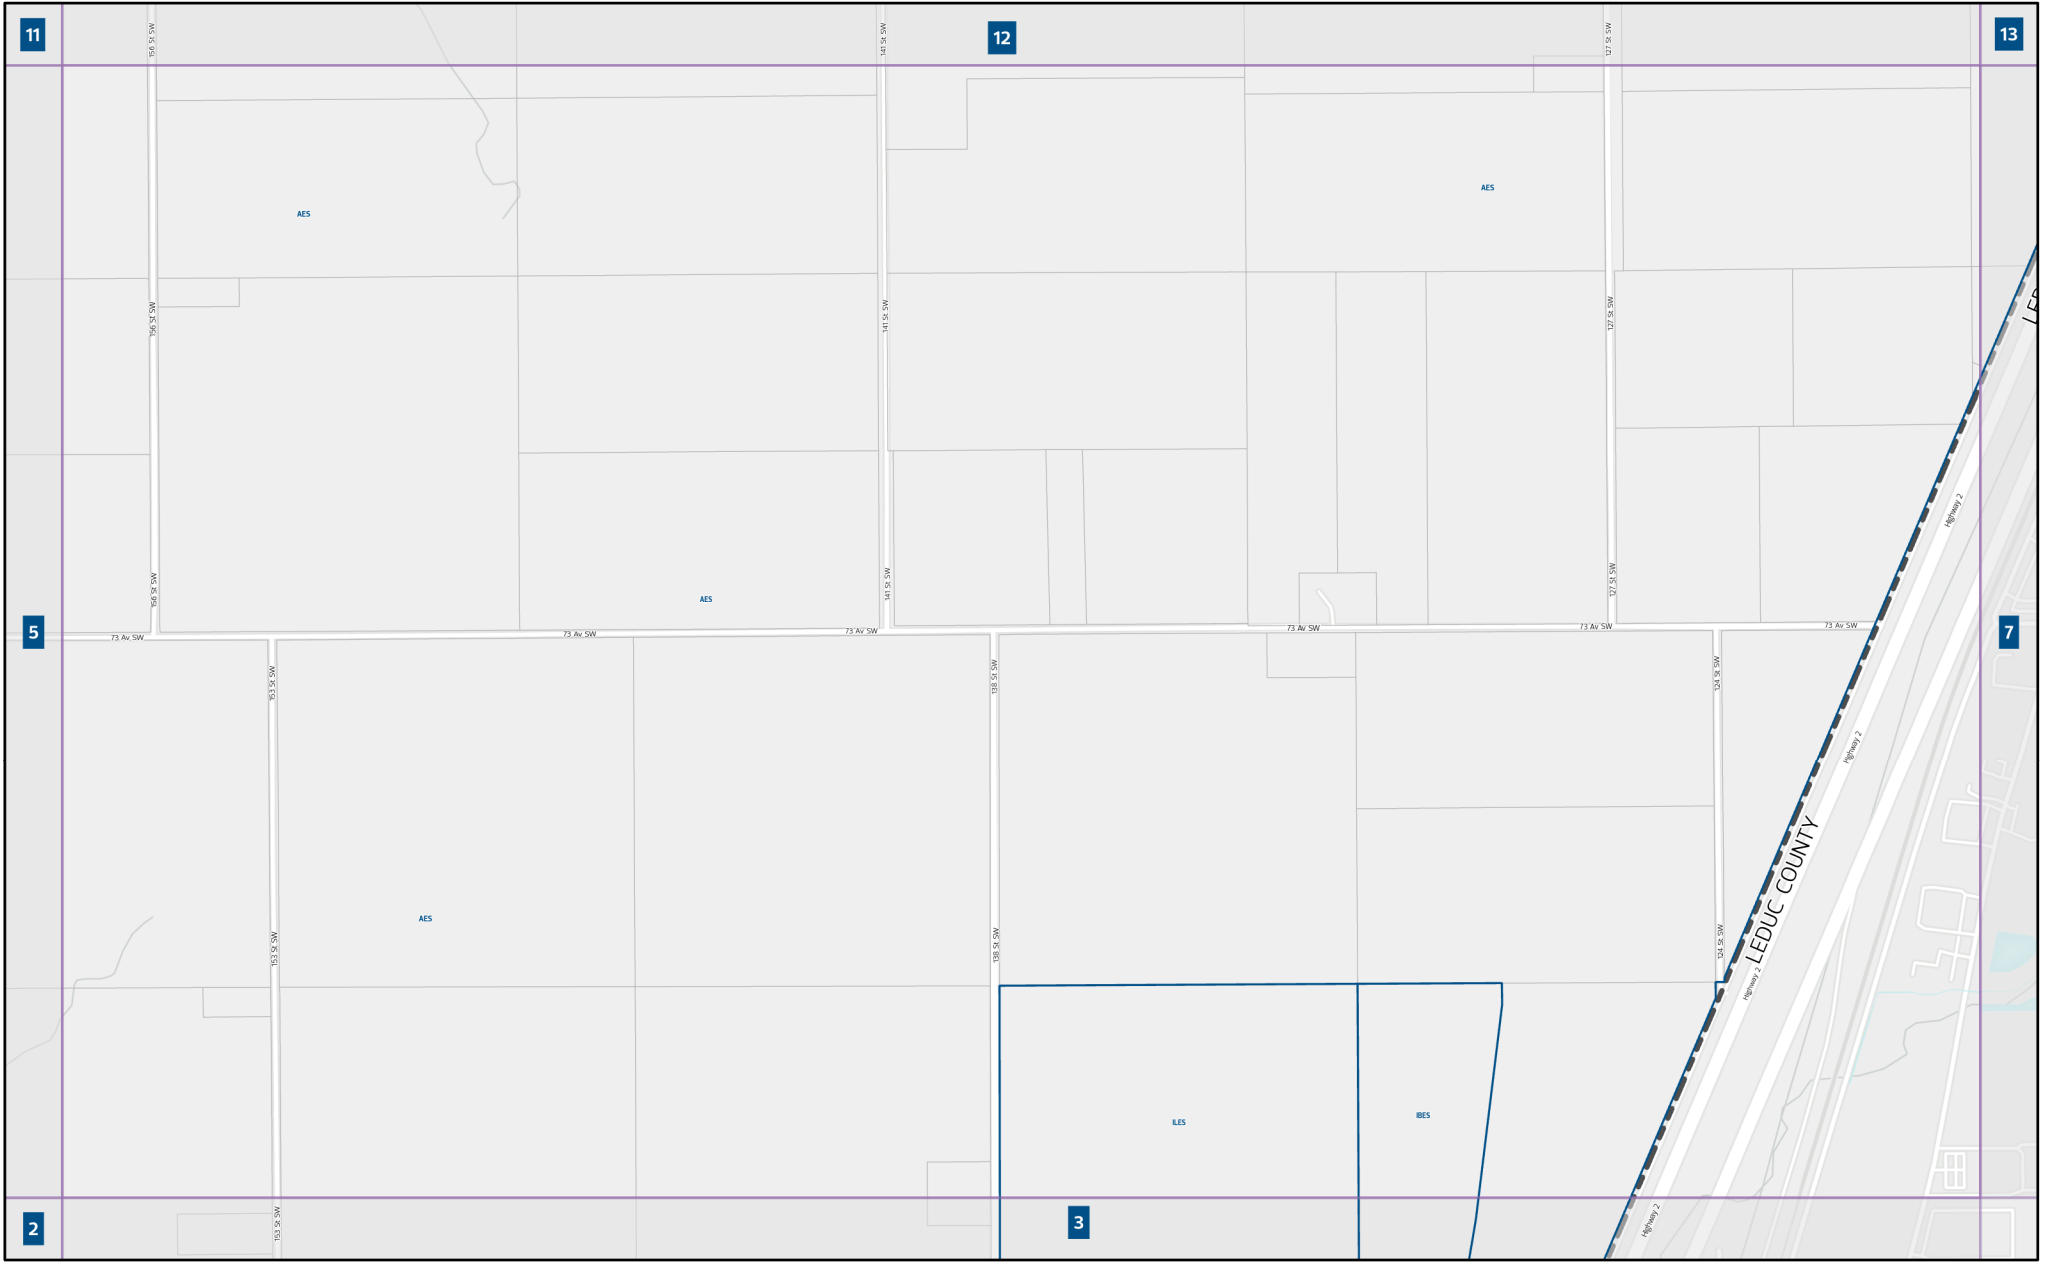 11
156 St SW
141 St SW
12
127 St SW
13
AES
AES
156 St SW
141 St SW
127 St SW
LED
Highway 2
156 St SW
141 St SW
127 St SW
AES
5
73 Av SW
73 Av SW
73 Av SW
73 Av SW
73 Av SW
73 Av SW
7
153 St SW
138 St SW
124 St SW
Highway 2
LEDUC COUNTY
AES
153 St SW
138 St SW
124 St SW
Highway 2
ILES
IBES
2
153 St SW
3
Highway 2